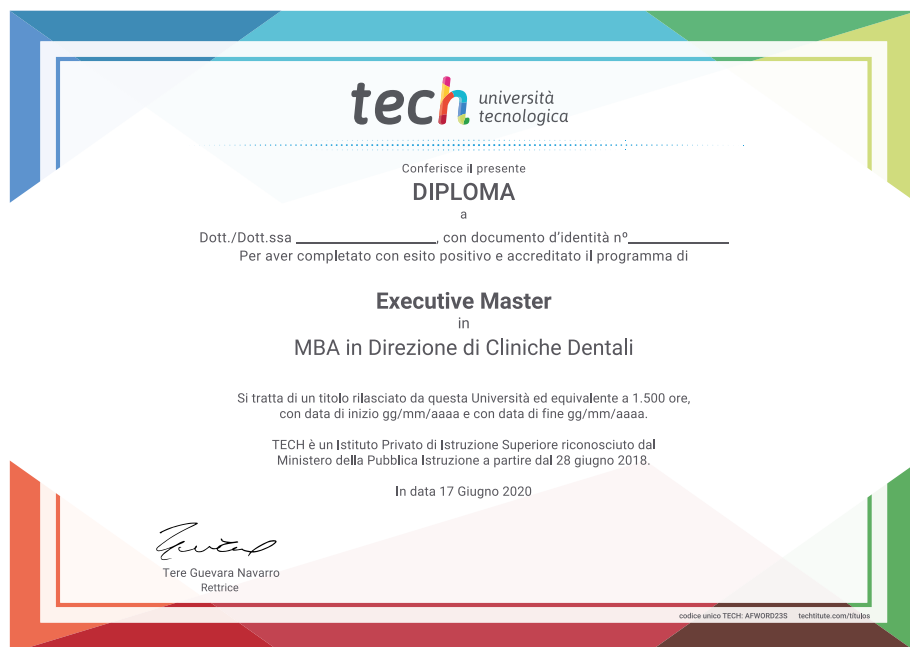 tech università
tecnologica
Conferisce il presente
DIPLOMA
a
Dott./Dott.ssa ________________, con documento d'identità nº____________
Per aver completato con esito positivo e accreditato il programma di
Executive Master
in
MBA in Direzione di Cliniche Dentali
Si tratta di un titolo rilasciato da questa Università ed equivalente a 1.500 ore,
con data di inizio gg/mm/aaaa e con data di fine gg/mm/aaaa.
TECH è un Istituto Privato di Istruzione Superiore riconosciuto dal
Ministero della Pubblica Istruzione a partire dal 28 giugno 2018.
In data 17 Giugno 2020
Tere Guevara Navarro
Rettrice
codice unico TECH: AFWORD23S techtitute.com/títulos